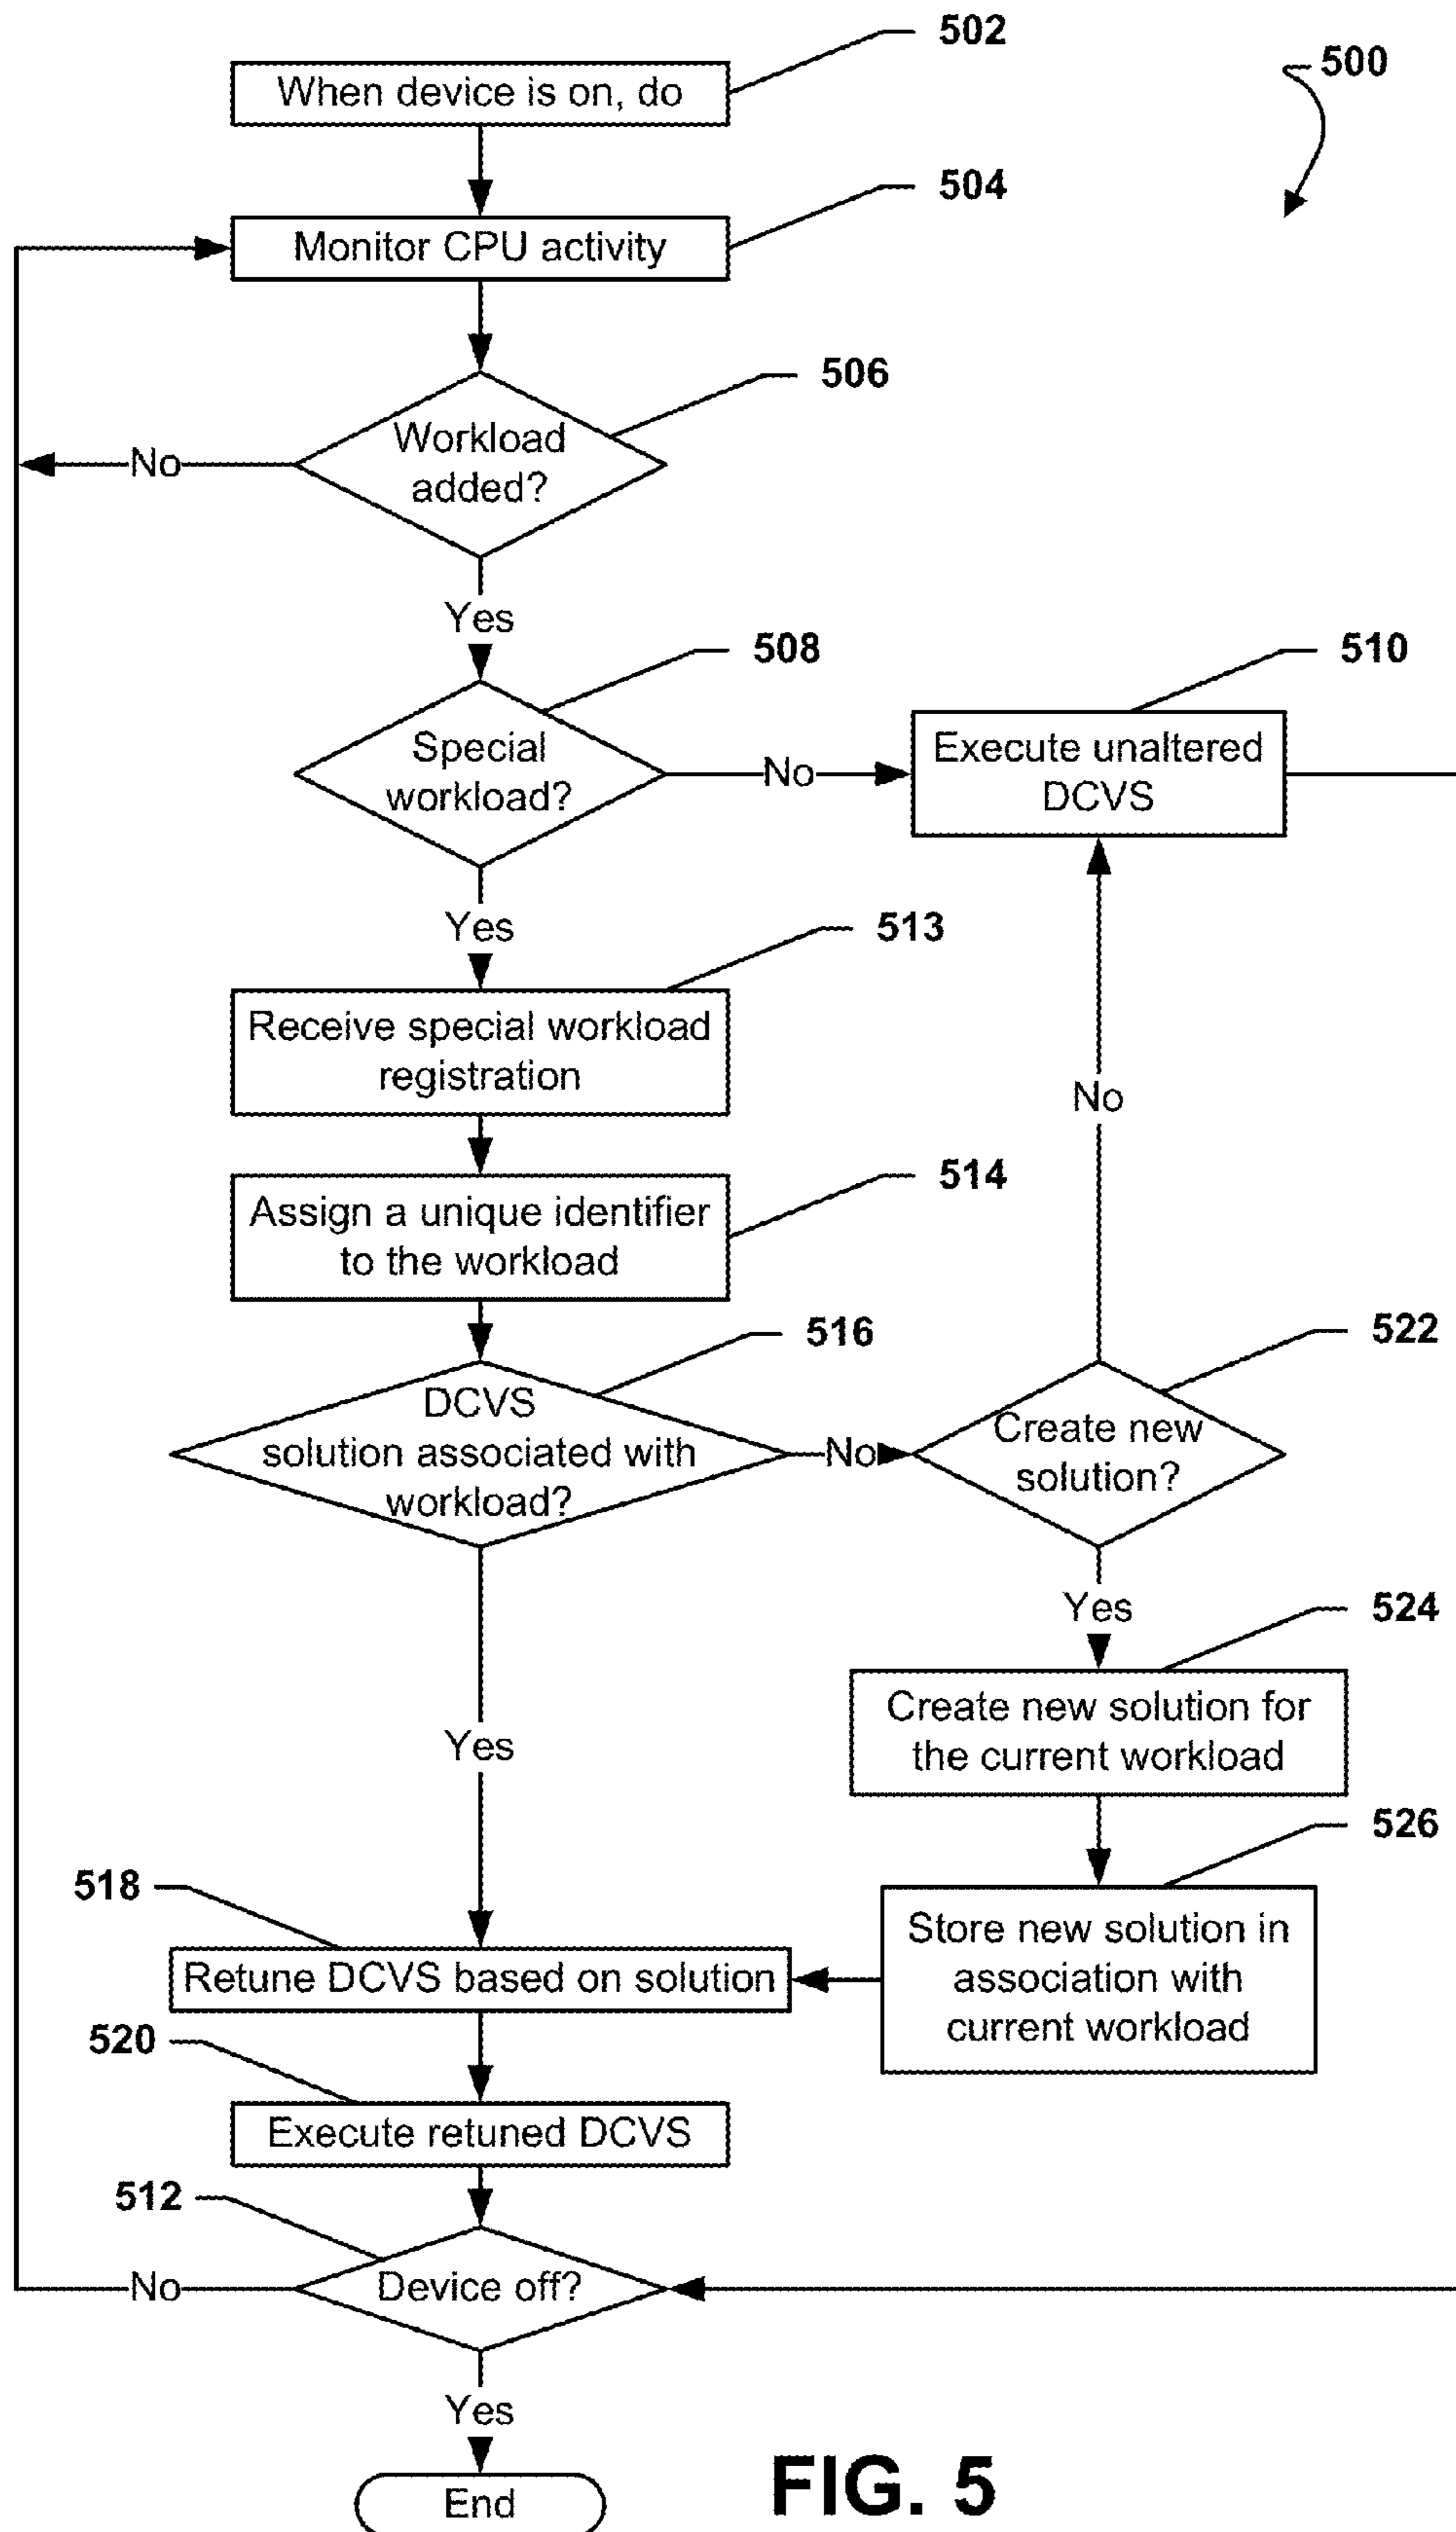 502
500
When device is on, do
504
Monitor CPU activity
506
Workload
added?
No
Yes
508
510
Special
workload?
No
Execute unaltered
DCVS
Yes
513
Receive special workload
registration
No
514
Assign a unique identifier
to the workload
516
522
DCVS
solution associated with
workload?
No
Create new
solution?
Yes
524
Create new solution for
the current workload
Yes
526
518
Store new solution in
association with
current workload
Retune DCVS based on solution
520
Execute retuned DCVS
512
Device off?
No
Yes
End
FIG. 5